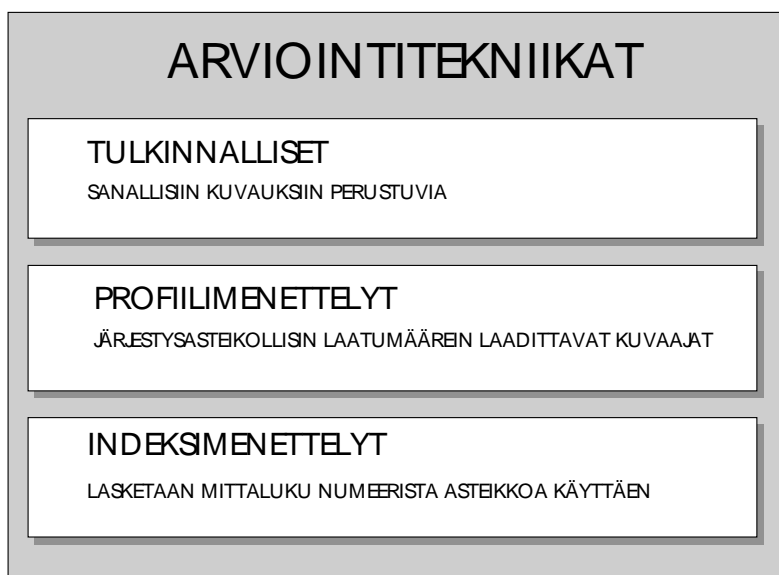 ARVIOINTITEKNIIKAT
TULKINNALLISET
SANALLISIIN KUVAUKSIIN PERUSTUVIA
PROFIILIMENETTELYT
JÄRJESTYSASTEIKOLLISIN LAATUMÄÄREIN LAADITTAVAT KUVAAJAT
INDEKSIMENETTELYT
LASKETAAN MITTALUKU NUMEERISTA ASTEIKKOA KÄYTTÄEN